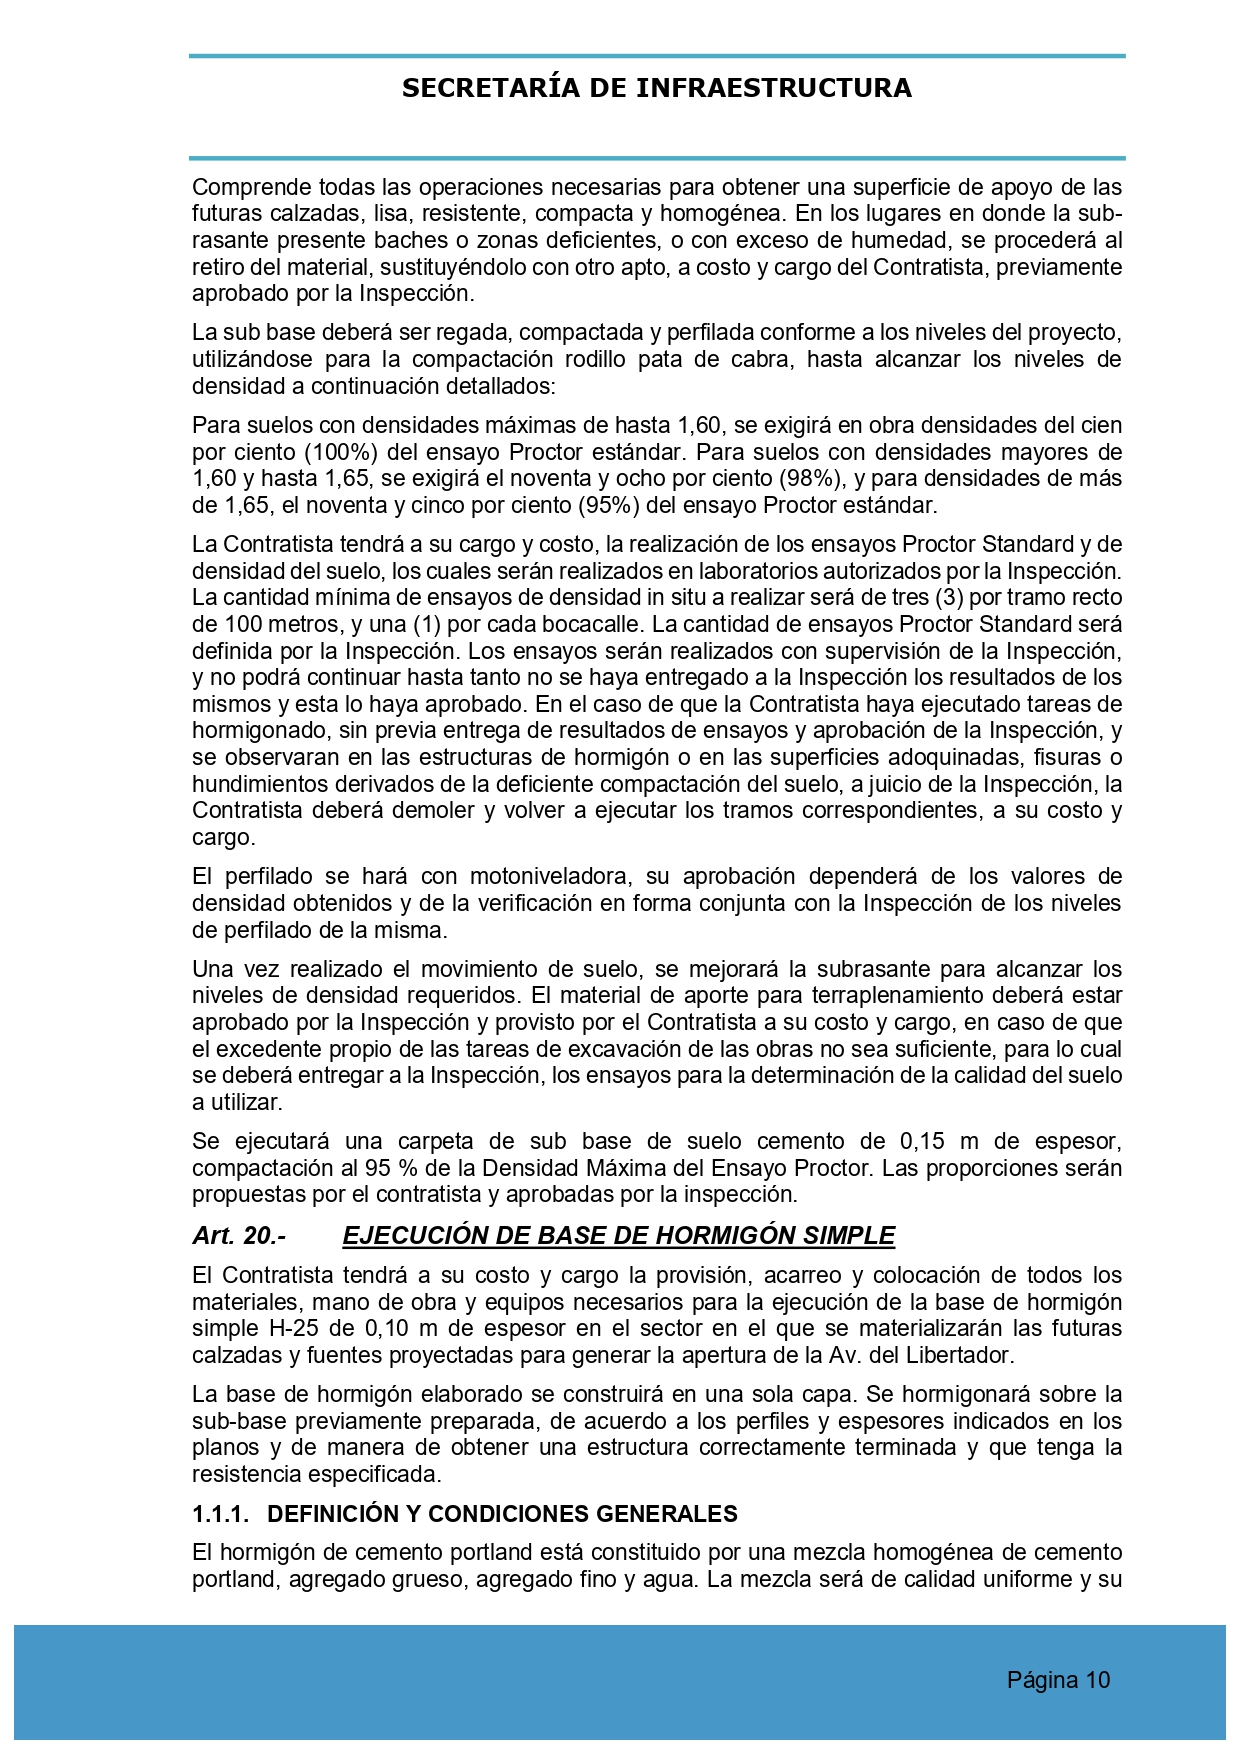 SECRETARÍA DE INFRAESTRUCTURA
Comprende todas las operaciones necesarias para obtener una superficie de apoyo de las
futuras calzadas, lisa, resistente, compacta y homogénea. En los lugares en donde la sub-
rasante presente baches o zonas deficientes, o con exceso de humedad, se procederá al
retiro del material, sustituyéndolo con otro apto, a costo y cargo del Contratista, previamente
aprobado por la Inspección.
La sub base deberá ser regada, compactada y perfilada conforme a los niveles del proyecto,
utilizándose para la compactación rodillo pata de cabra, hasta alcanzar los niveles de
densidad a continuación detallados:
Para suelos con densidades máximas de hasta 1,60, se exigirá en obra densidades del cien
por ciento (100%) del ensayo Proctor estándar. Para suelos con densidades mayores de
1,60 y hasta 1,65, se exigirá el noventa y ocho por ciento (98%), y para densidades de más
de 1,65, el noventa y cinco por ciento (95%) del ensayo Proctor estándar.
La Contratista tendrá a su cargo y costo, la realización de los ensayos Proctor Standard y de
densidad del suelo, los cuales serán realizados en laboratorios autorizados por la Inspección.
La cantidad mínima de ensayos de densidad in situ a realizar será de tres (3) por tramo recto
de 100 metros, y una (1) por cada bocacalle. La cantidad de ensayos Proctor Standard será
definida por la Inspección. Los ensayos serán realizados con supervisión de la Inspección,
y no podrá continuar hasta tanto no se haya entregado a la Inspección los resultados de los
mismos y esta lo haya aprobado. En el caso de que la Contratista haya ejecutado tareas de
hormigonado, sin previa entrega de resultados de ensayos y aprobación de la Inspección, y
se observaran en las estructuras de hormigón o en las superficies adoquinadas, fisuras o
hundimientos derivados de la deficiente compactación del suelo, a juicio de la Inspección, la
Contratista deberá demoler y volver a ejecutar los tramos correspondientes, a su costo y
cargo.
El perfilado se hará con motoniveladora, su aprobación dependerá de los valores de
densidad obtenidos y de la verificación en forma conjunta con la Inspección de los niveles
de perfilado de la misma.
Una vez realizado el movimiento de suelo, se mejorará la subrasante para alcanzar los
niveles de densidad requeridos. El material de aporte para terraplenamiento deberá estar
aprobado por la Inspección y provisto por el Contratista a su costo y cargo, en caso de que
el excedente propio de las tareas de excavación de las obras no sea suficiente, para lo cual
se deberá entregar a la Inspección, los ensayos para la determinación de la calidad del suelo
a utilizar.
Se ejecutará una carpeta de sub base de suelo cemento de 0,15 m de espesor,
compactación al 95 % de la Densidad Máxima del Ensayo Proctor. Las proporciones serán
propuestas por el contratista y aprobadas por la inspección.
Art. 20.- EJECUCIÓN DE BASE DE HORMIGÓN SIMPLE
El Contratista tendrá a su costo y cargo la provisión, acarreo y colocación de todos los
materiales, mano de obra y equipos necesarios para la ejecución de la base de hormigón
simple H-25 de 0,10 m de espesor en el sector en el que se materializarán las futuras
calzadas y fuentes proyectadas para generar la apertura de la Av. del Libertador.
La base de hormigón elaborado se construirá en una sola capa. Se hormigonará sobre la
sub-base previamente preparada, de acuerdo a los perfiles y espesores indicados en los
planos y de manera de obtener una estructura correctamente terminada y que tenga la
resistencia especificada.
1.1.1. DEFINICIÓN Y CONDICIONES GENERALES
El hormigón de cemento portland está constituido por una mezcla homogénea de cemento
portland, agregado grueso, agregado fino y agua. La mezcla será de calidad uniforme y su
Página 10